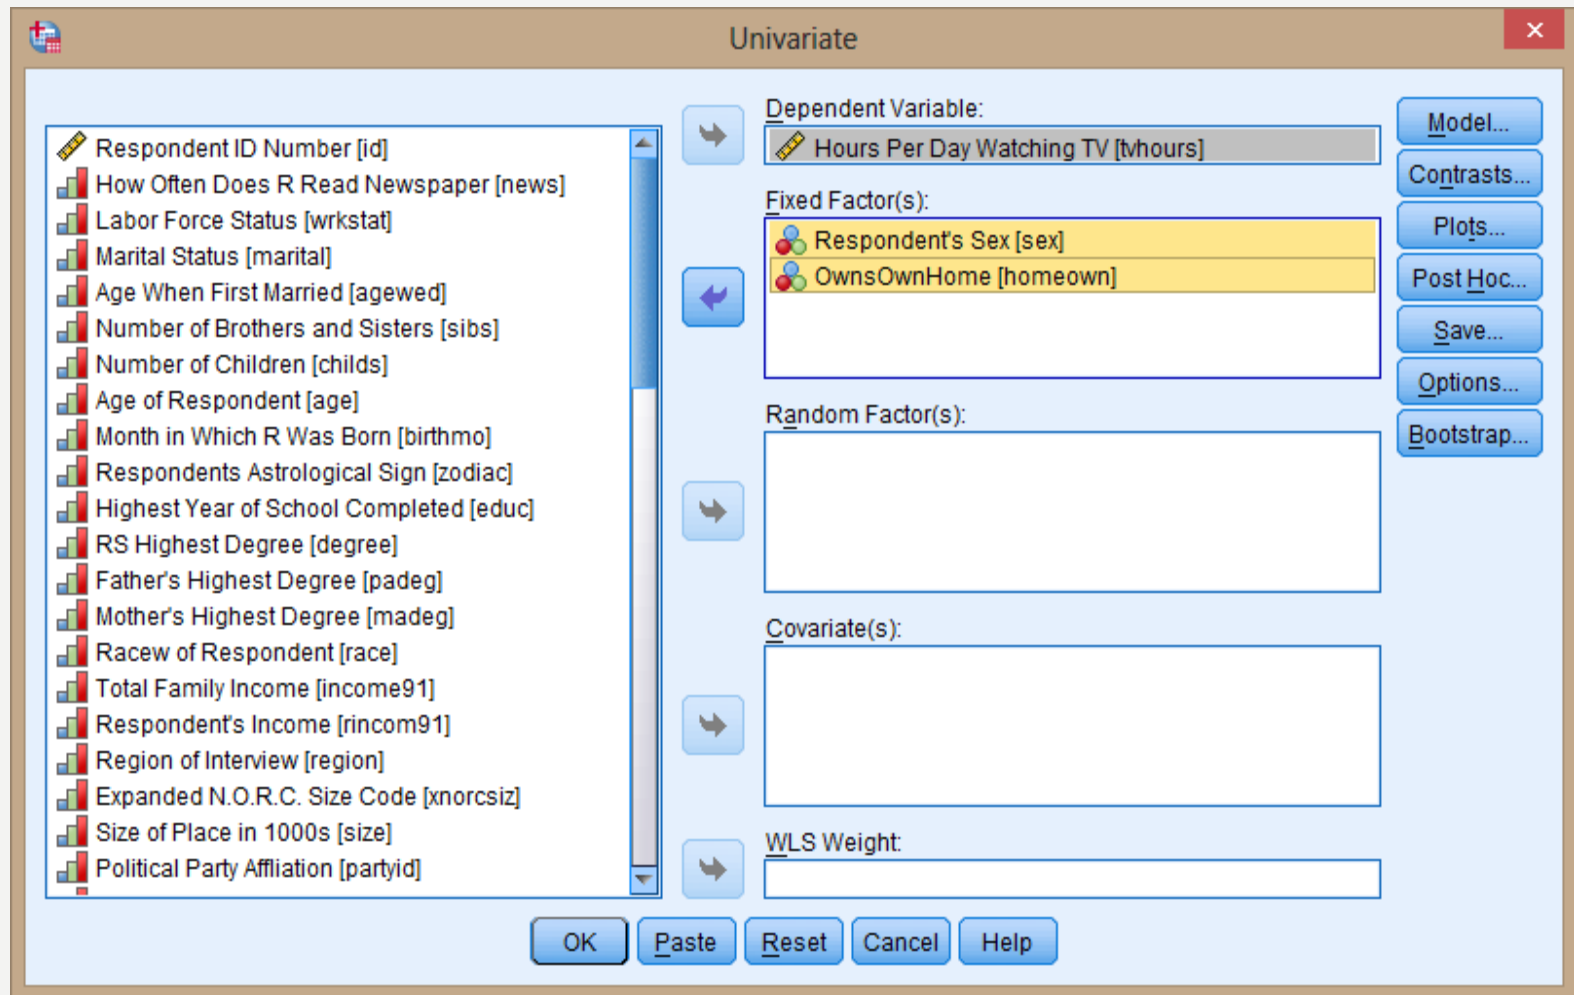 Univariate
Respondent ID Number [id]
How Often Does R Read Newspaper [news]
Labor Force Status [wrkstat]
Marital Status [marital]
Age When First Married [agewed]
Number of Brothers and Sisters [sibs]
Number of Children [childs]
Age of Respondent [age]
Month in Which R Was Born [birthmo]
Respondents Astrological Sign [zodiac]
Highest Year of School Completed [educ]
RS Highest Degree [degree]
Father's Highest Degree [padeg]
Mother's Highest Degree [madeg]
Racew of Respondent [race]
Total Family Income [income91]
Respondent's Income [rincom91]
Region of Interview [region]
Expanded N.O.R.C. Size Code [xnorcsiz]
Size of Place in 1000s [size]
Political Party Affliation [partyid]
Dependent Variable:
Hours Per Day Watching TV [tvhours]
Fixed Factor(s):
Respondent's Sex [sex]
OwnsOwnHome [homeown]
Random Factor(s):
Covariate(s):
WLS Weight:
Model...
Contrasts...
Plots...
Post Hoc...
Save...
Options...
Bootstrap...
OK Paste Reset Cancel Help